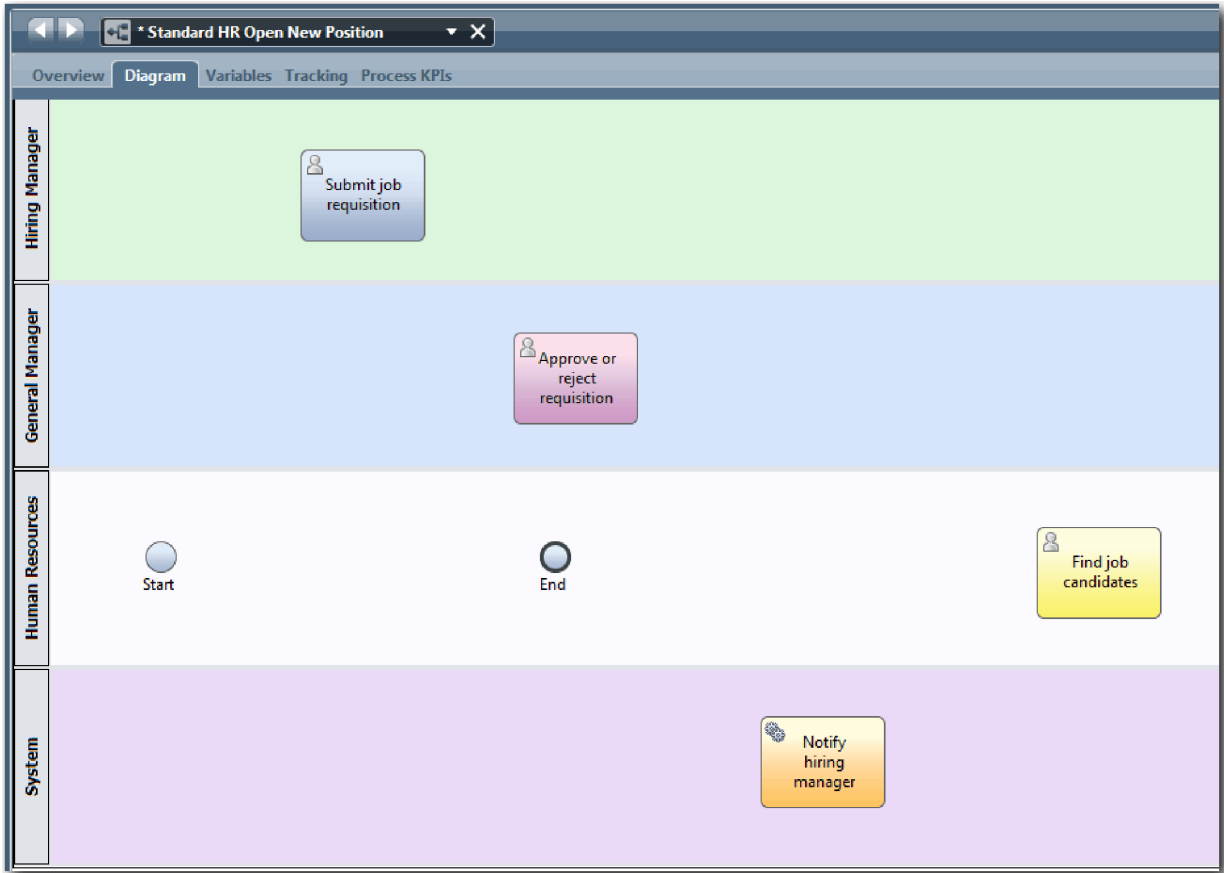 * Standard HR Open New Position
Overview Diagram Variables Tracking Process KPIs
Hiring Manager
Submit job
requisition
General Manager
Approve or
reject
requisition
Human Resources
Start
End
Find job
candidates
System
Notify
hiring
manager